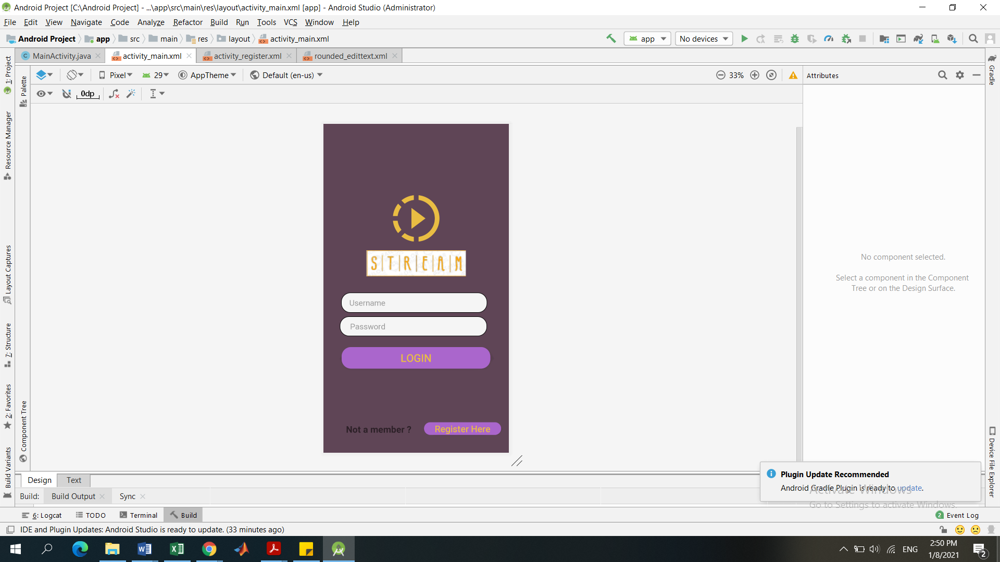 Android Project [C:\Android Project] - ...\app\src\main\res\layout\activity_main.xml [app] - Android Studio (Administrator)
File Edit View Navigate Code Analyze Refactor Build Run Tools VCS Window Help
Android Project app src main res layout activity_main.xml
app No devices
MainActivity.java activity_main.xml activity_register.xml rounded_edittext.xml
Pixel 29 AppTheme Default (en-us) 33%
Attributes
0dp
1: Project
Resource Manager
Layout Captures
7: Structure
2: Favorites
Build Variants
Palette
Component Tree
Gradle
Device File Explorer
STREAM
Username
Password
LOGIN
Not a member ? Register Here
No component selected.
Select a component in the Component
Tree or on the Design Surface.
Design Text
Build: Build Output Sync
Plugin Update Recommended
Android Gradle Plugin is ready to update.
Activate Windows
Go to Settings to activate Windows.
6: Logcat TODO Terminal Build
2 Event Log
IDE and Plugin Updates: Android Studio is ready to update. (33 minutes ago)
ENG
2:50 PM
1/8/2021
2